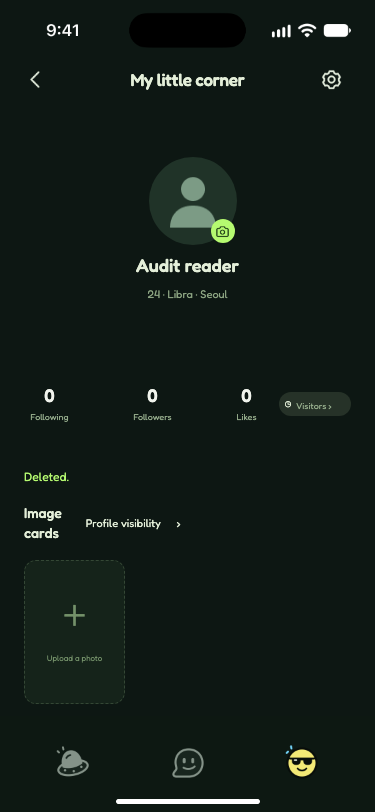 9:41
My little corner
Audit reader
24 · Libra · Seoul
0 0 0
Following Followers Likes Visitors ›
Deleted.
Image
cards
Profile visibility ›
Upload a photo